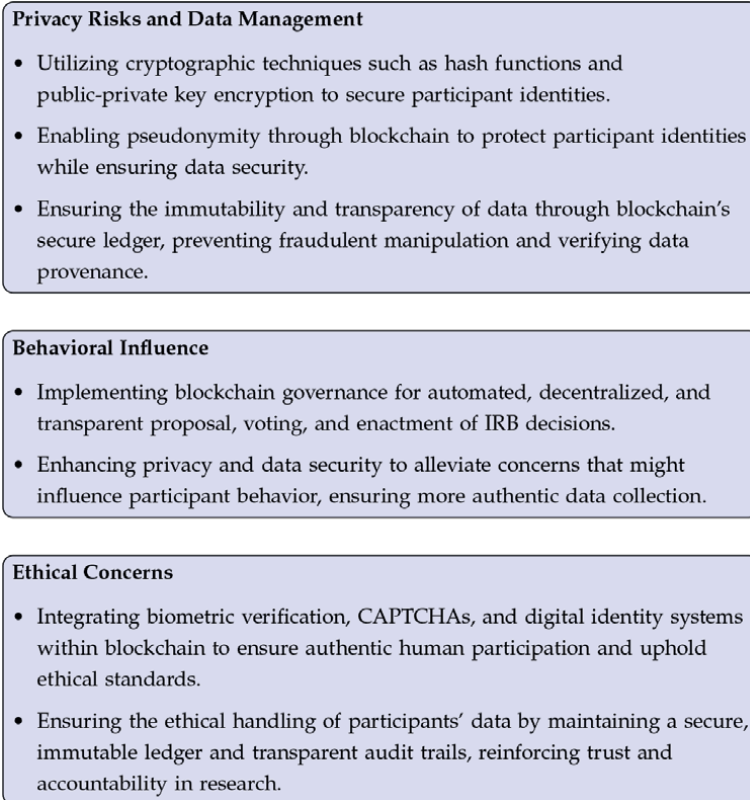 Privacy Risks and Data Management
• Utilizing cryptographic techniques such as hash functions and
public-private key encryption to secure participant identities.
• Enabling pseudonymity through blockchain to protect participant identities
while ensuring data security.
• Ensuring the immutability and transparency of data through blockchain’s
secure ledger, preventing fraudulent manipulation and verifying data
provenance.
Behavioral Influence
• Implementing blockchain governance for automated, decentralized, and
transparent proposal, voting, and enactment of IRB decisions.
• Enhancing privacy and data security to alleviate concerns that might
influence participant behavior, ensuring more authentic data collection.
Ethical Concerns
• Integrating biometric verification, CAPTCHAs, and digital identity systems
within blockchain to ensure authentic human participation and uphold
ethical standards.
• Ensuring the ethical handling of participants’ data by maintaining a secure,
immutable ledger and transparent audit trails, reinforcing trust and
accountability in research.